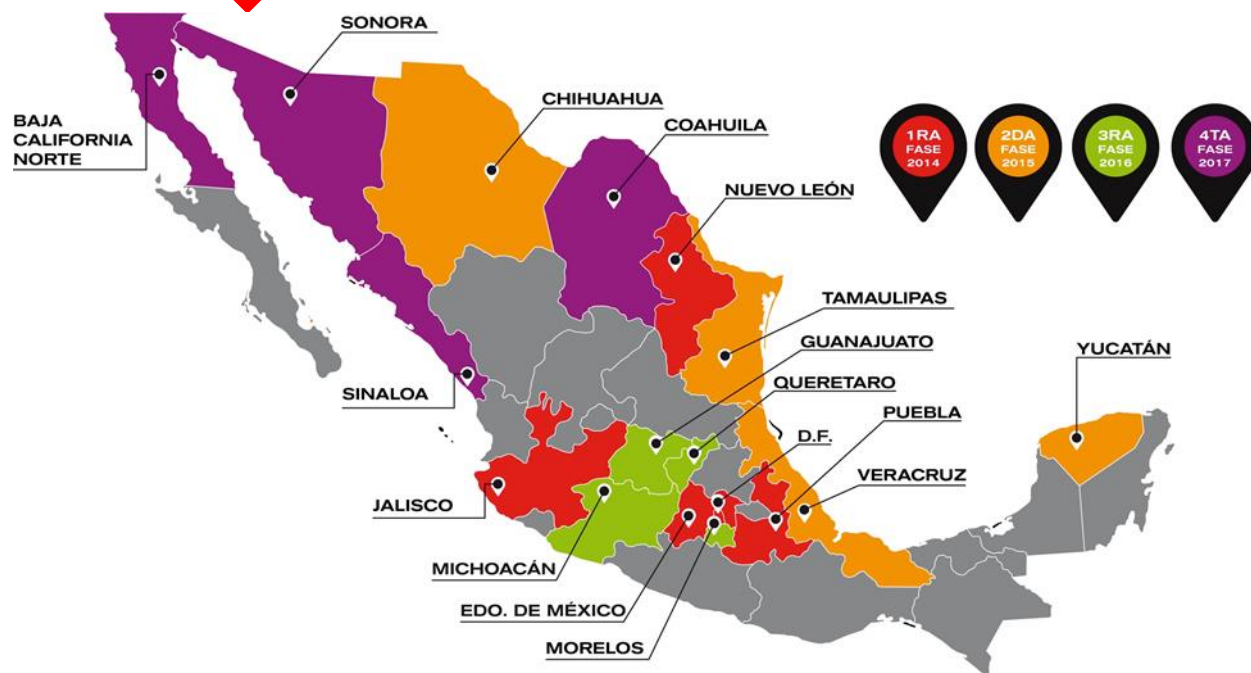 SONORA
CHIHUAHUA
COAHUILA
BAJA
CALIFORNIA
NORTE
NUEVO LEÓN
1RA
FASE
2014
2DA
FASE
2015
3RA
FASE
2016
4TA
FASE
2017
TAMAULIPAS
GUANAJUATO
QUERETARO
PUEBLA
D.F.
VERACRUZ
YUCATÁN
SINALOA
JALISCO
MICHOACÁN
EDO. DE MÉXICO
MORELOS